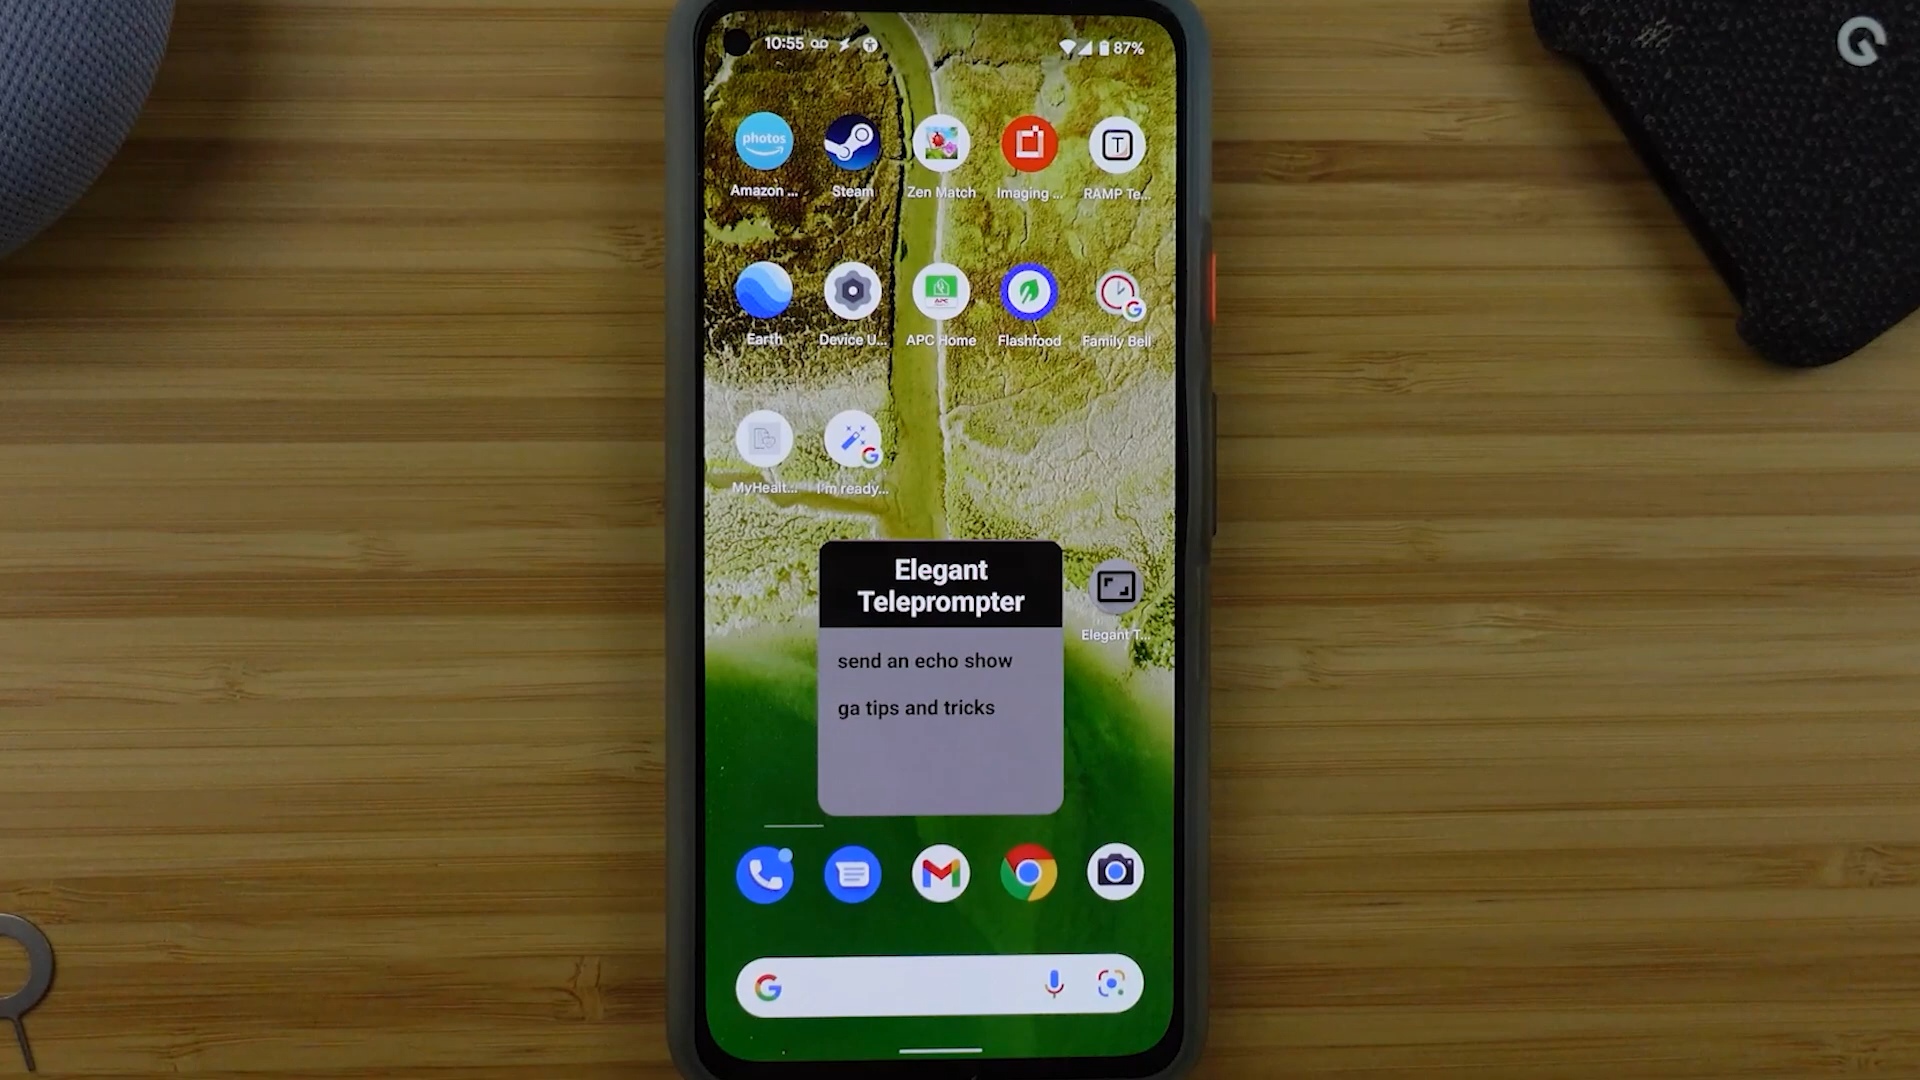 10:55 87%
photos
Amazon ... Steam Zen Match Imaging ... RAMP Te...
T
APC
Earth Device U... APC Home Flashfood Family Bell
MyHealt... I'm ready...
Elegant
Teleprompter
send an echo show
ga tips and tricks
Elegant T...
G